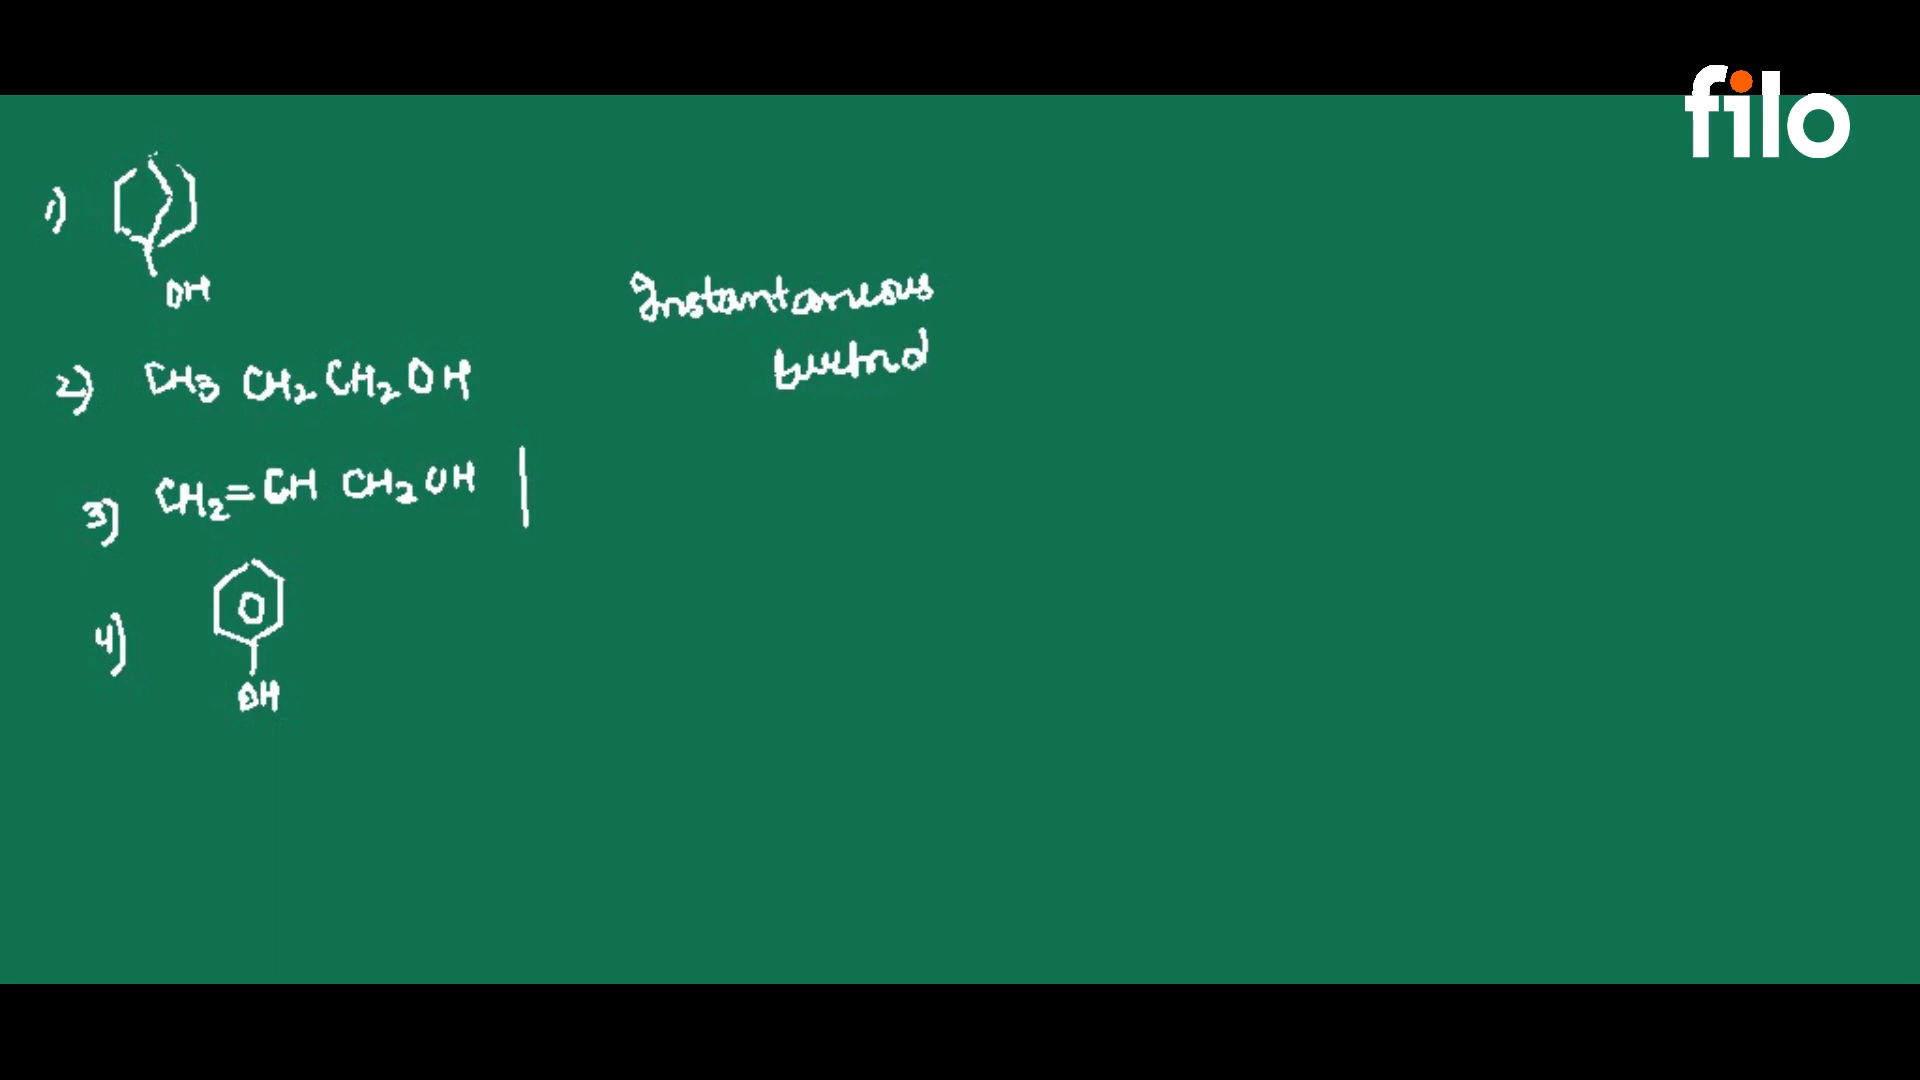 filo
1)
OH
Instantaneous
2) CH3 CH2 CH2 OH
3) CH2=CH CH2 OH
4)
OH